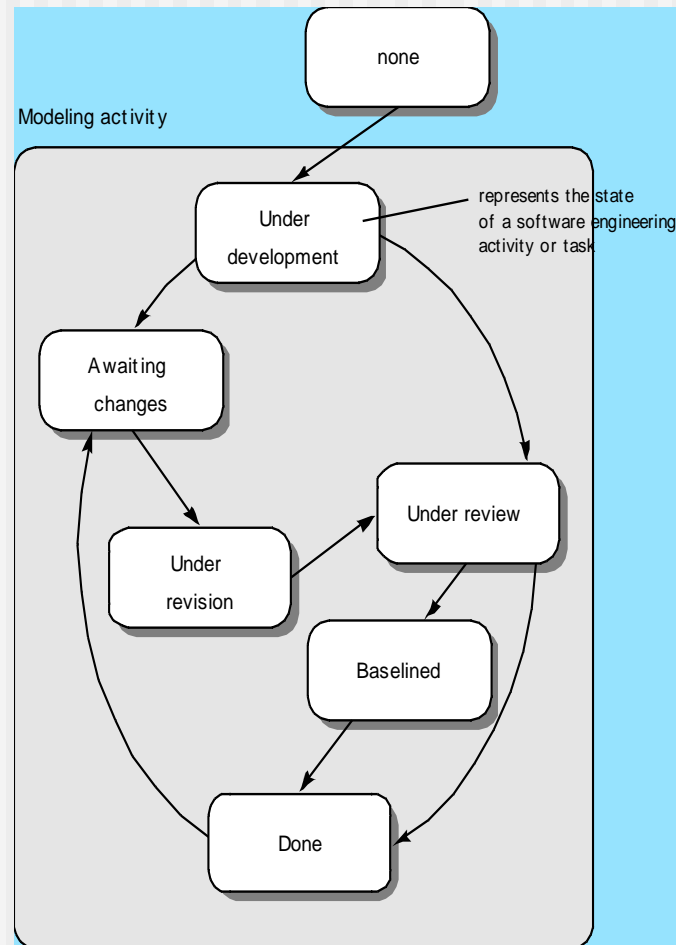 none
Modeling activity
represents the state
of a software engineering
activity or task
Under
development
Awaiting
changes
Under review
Under
revision
Baselined
Done